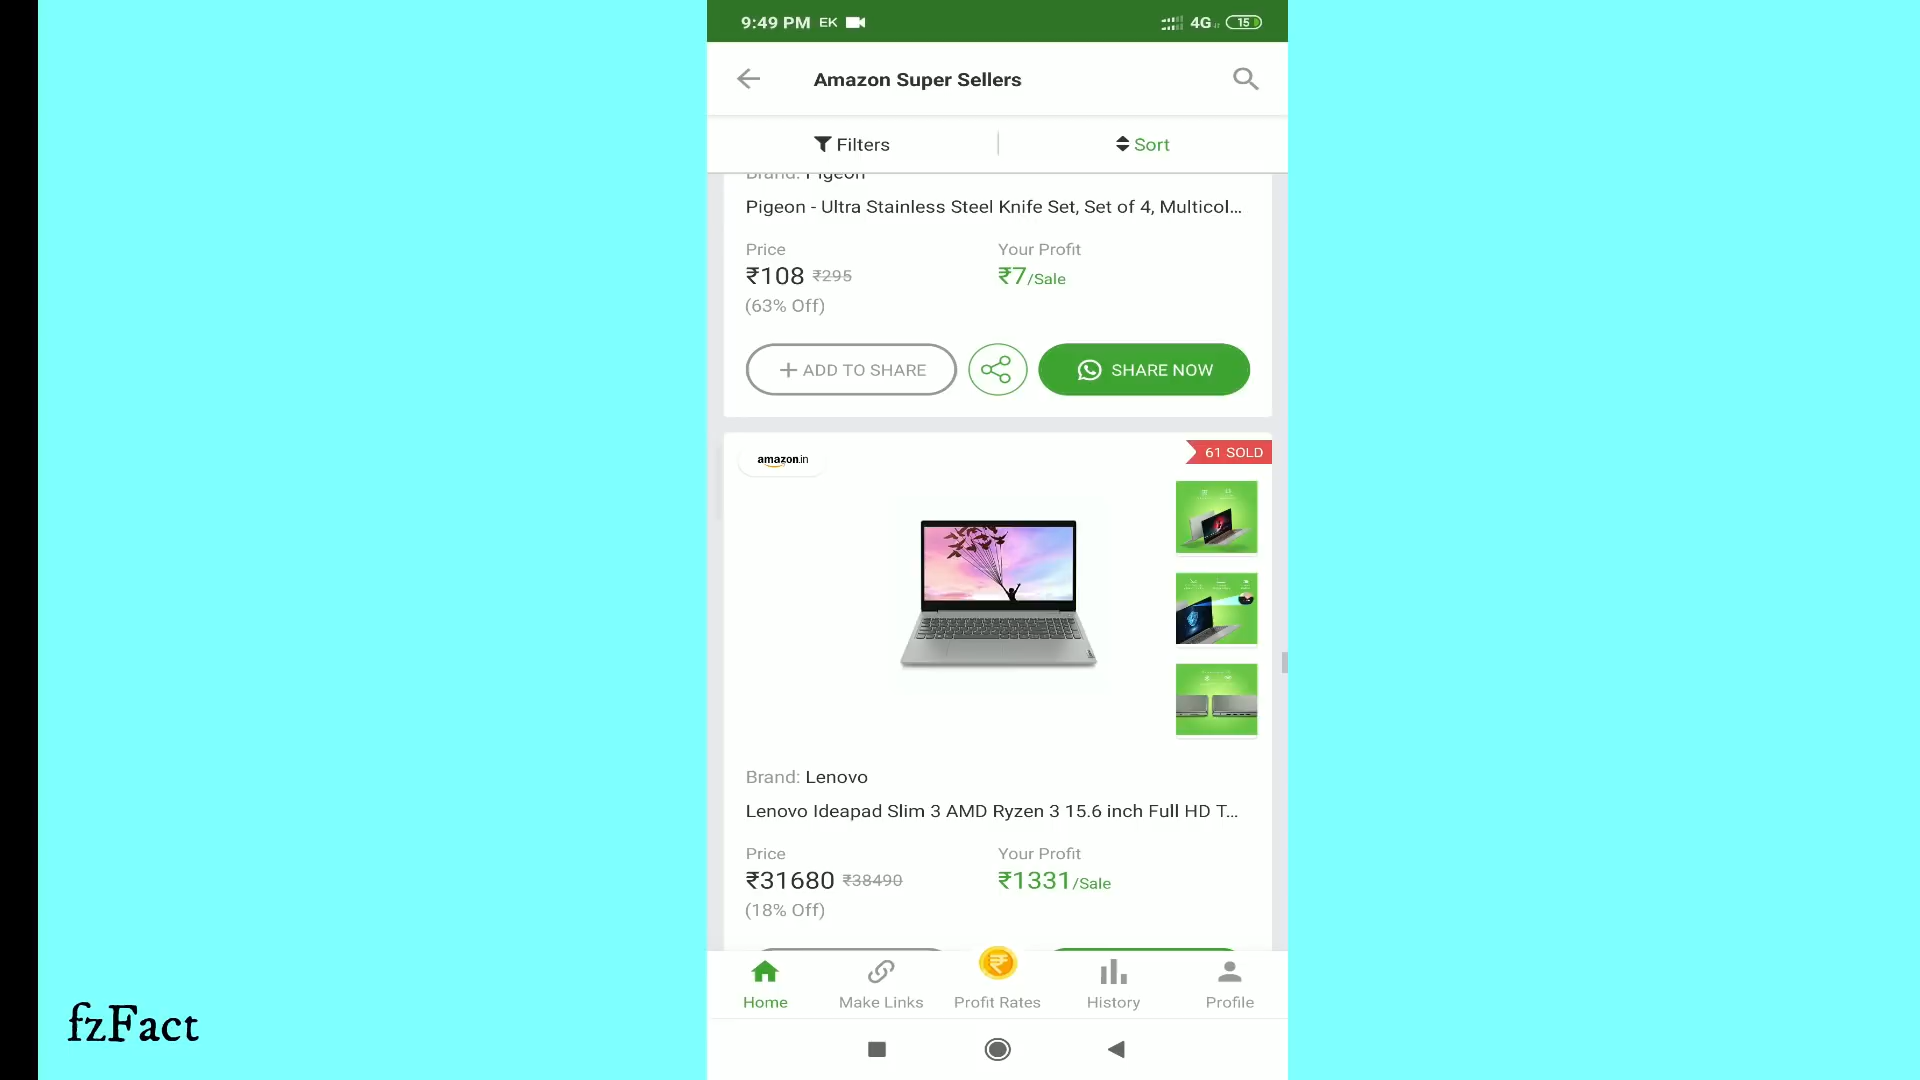 9:49 PM EK 4G 15
Amazon Super Sellers
Filters Sort
Brand: Pigeon
Pigeon - Ultra Stainless Steel Knife Set, Set of 4, Multicol...
Price Your Profit
₹108 ₹295 ₹7/Sale
(63% Off)
+ ADD TO SHARE SHARE NOW
amazon.in 61 SOLD
Brand: Lenovo
Lenovo Ideapad Slim 3 AMD Ryzen 3 15.6 inch Full HD T...
Price Your Profit
₹31680 ₹38490 ₹1331/Sale
(18% Off)
Home Make Links Profit Rates History Profile
fzFact